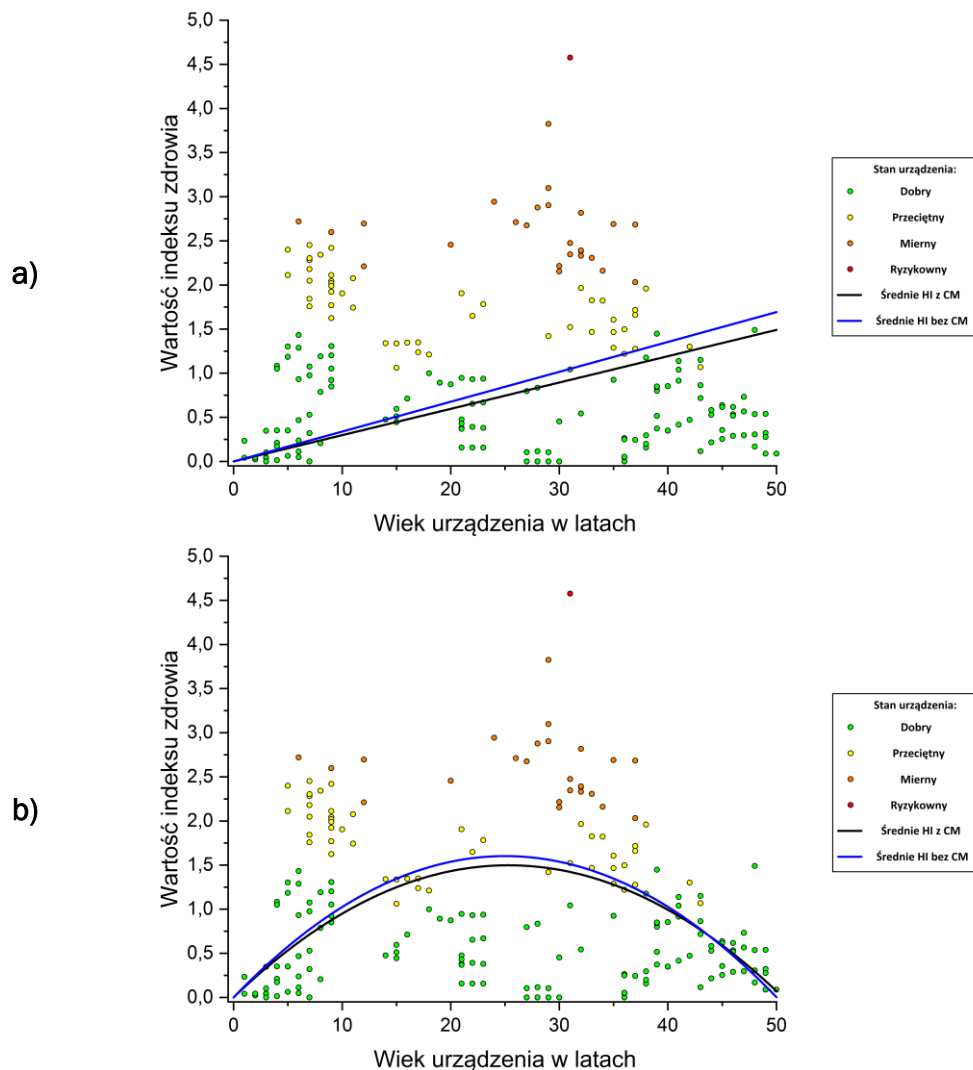 a)
Wartość indeksu zdrowia
5,0
4,5
4,0
3,5
3,0
2,5
2,0
1,5
1,0
0,5
0,0
0 10 20 30 40 50
Wiek urządzenia w latach
Stan urządzenia:
Dobry
Przeciętny
Mierny
Ryzykowny
Średnie HI z CM
Średnie HI bez CM
b)
Wartość indeksu zdrowia
5,0
4,5
4,0
3,5
3,0
2,5
2,0
1,5
1,0
0,5
0,0
0 10 20 30 40 50
Wiek urządzenia w latach
Stan urządzenia:
Dobry
Przeciętny
Mierny
Ryzykowny
Średnie HI z CM
Średnie HI bez CM